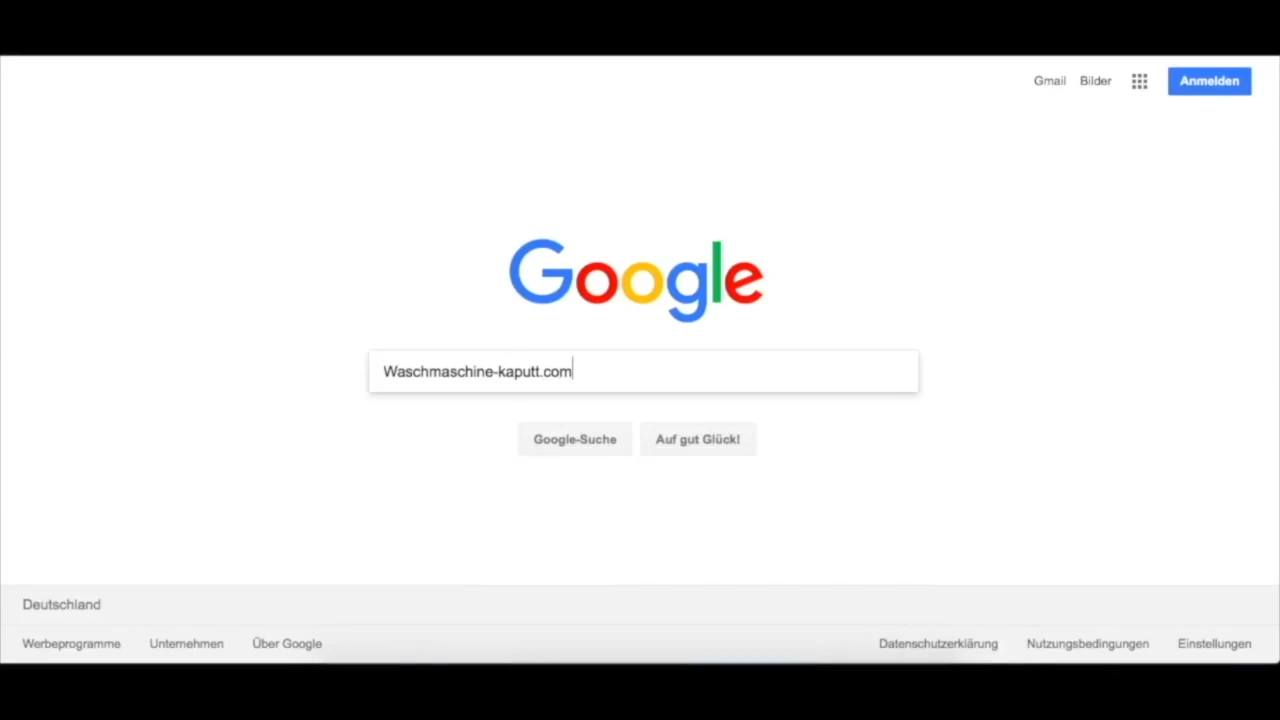 Gmail Bilder Anmelden
Google
Waschmaschine-kaputt.com
Google-Suche Auf gut Glück!
Deutschland
Werbeprogramme Unternehmen Über Google Datenschutzerklärung Nutzungsbedingungen Einstellungen